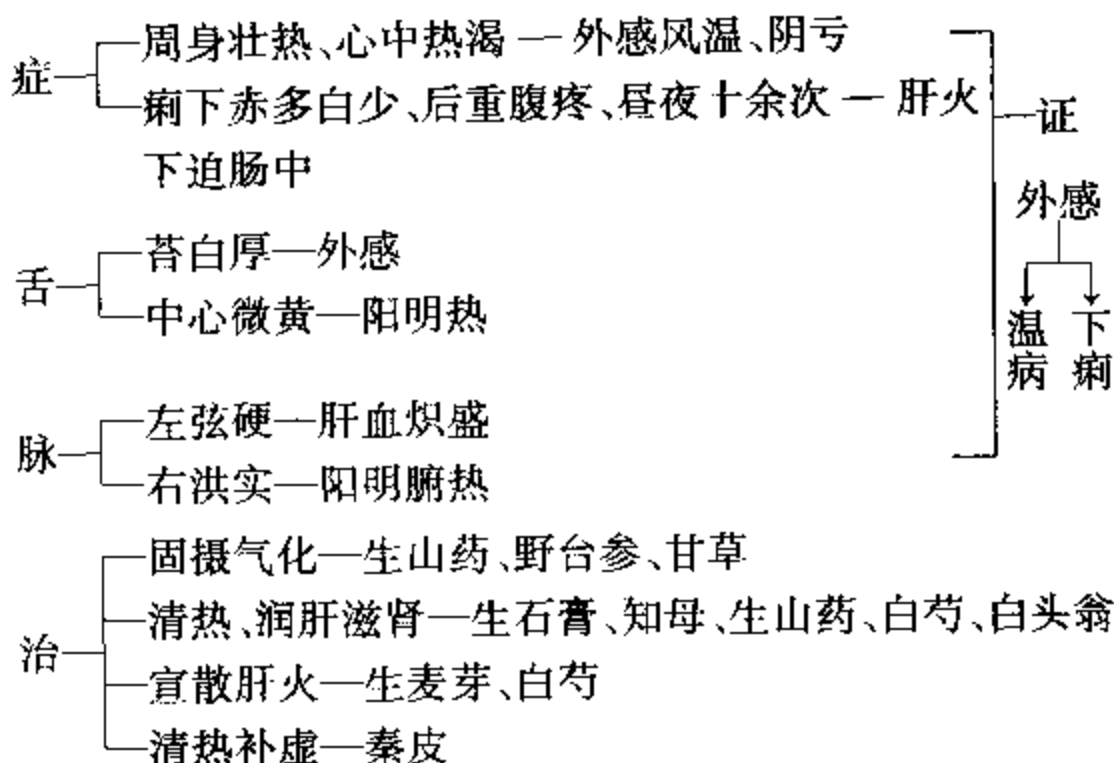 症
周身壮热、心中热渴—外感风温、阴亏
痢下赤多白少、后重腹疼、昼夜十余次—肝火
下迫肠中
证
外感
温病
下痢
舌
苔白厚—外感
中心微黄—阳明热
脉
左弦硬—肝血炽盛
右洪实—阳明腑热
治
固摄气化—生山药、野台参、甘草
清热、润肝滋肾—生石膏、知母、生山药、白芍、白头翁
宣散肝火—生麦芽、白芍
清热补虚—秦皮